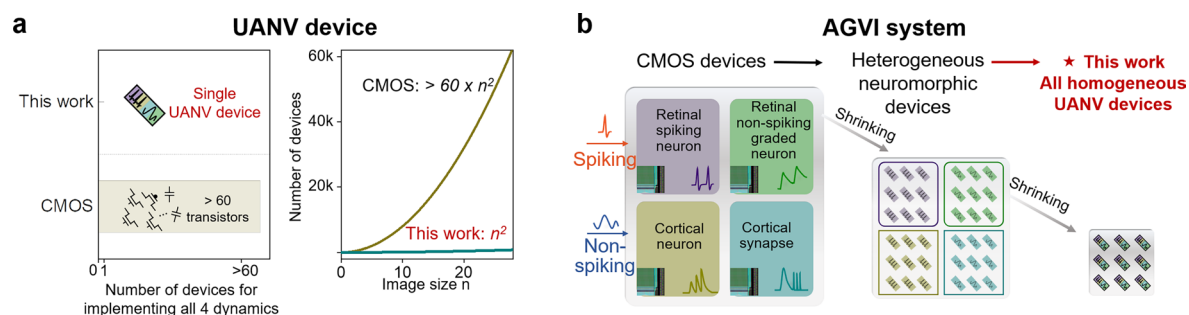 a
UANV device
This work
Single
UANV device
CMOS
> 60
transistors
0 1
>60
Number of devices for
implementing all 4 dynamics
Number of devices
60k
40k
20k
CMOS: > 60 x n²
This work: n²
0
10
20
Image size n
b
AGVI system
CMOS devices
Heterogeneous
neuromorphic
devices
★ This work
All homogeneous
UANV devices
Spiking
Non-
spiking
Retinal
spiking
neuron
Retinal
non-spiking
graded
neuron
Cortical
neuron
Cortical
synapse
Shrinking
Shrinking